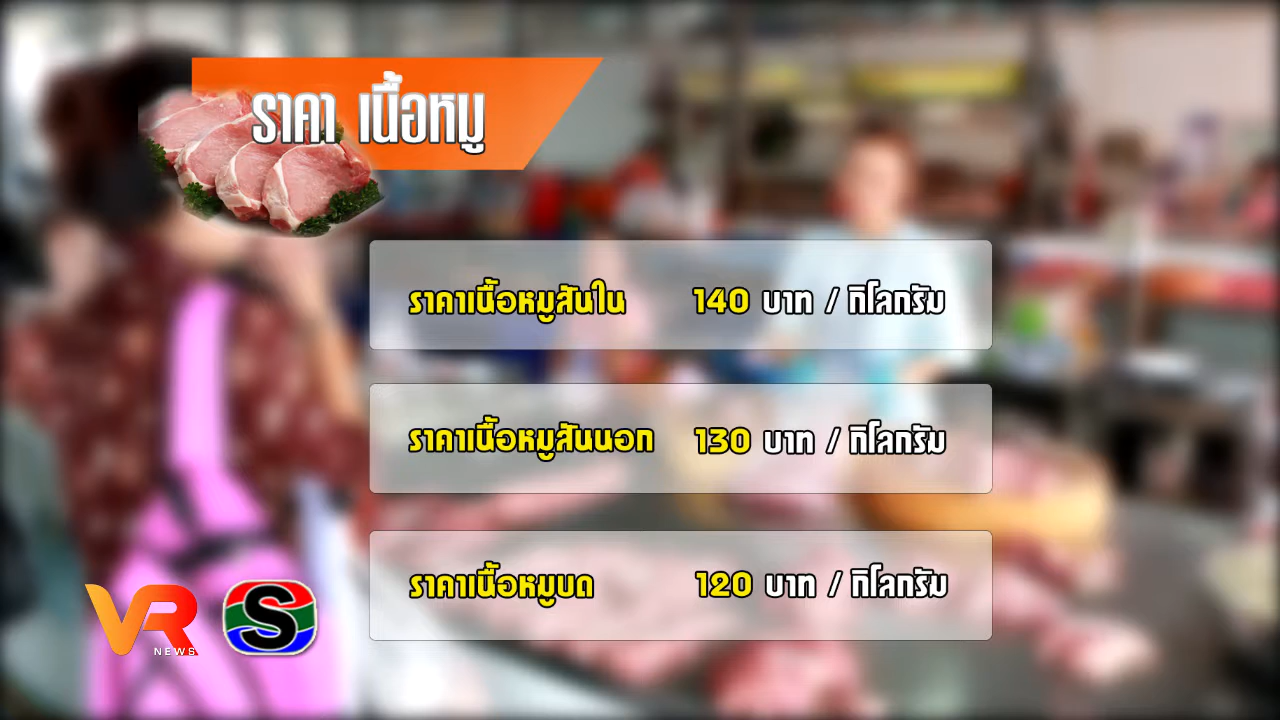 ราคา เนื้อหมู
ราคาเนื้อหมูสันใน 140 บาท / กิโลกรัม
ราคาเนื้อหมูสันนอก 130 บาท / กิโลกรัม
ราคาเนื้อหมูบด 120 บาท / กิโลกรัม
VR S
NEWS